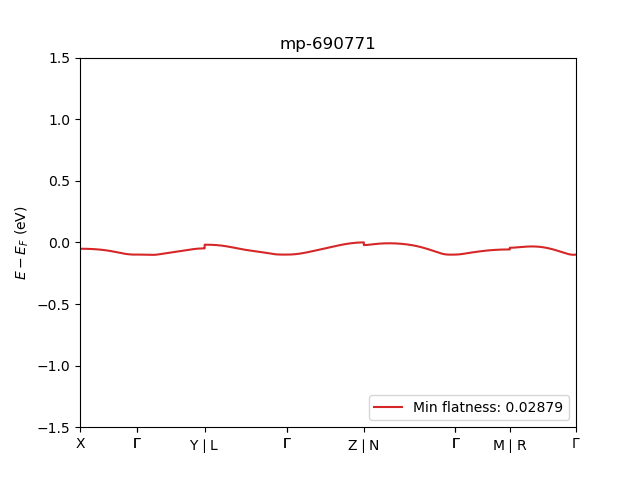 mp-690771
E − E_F (eV)
1.5
1.0
0.5
0.0
−0.5
−1.0
−1.5
Min flatness: 0.02879
X Γ Y | L Γ Z | N Γ M | R Γ